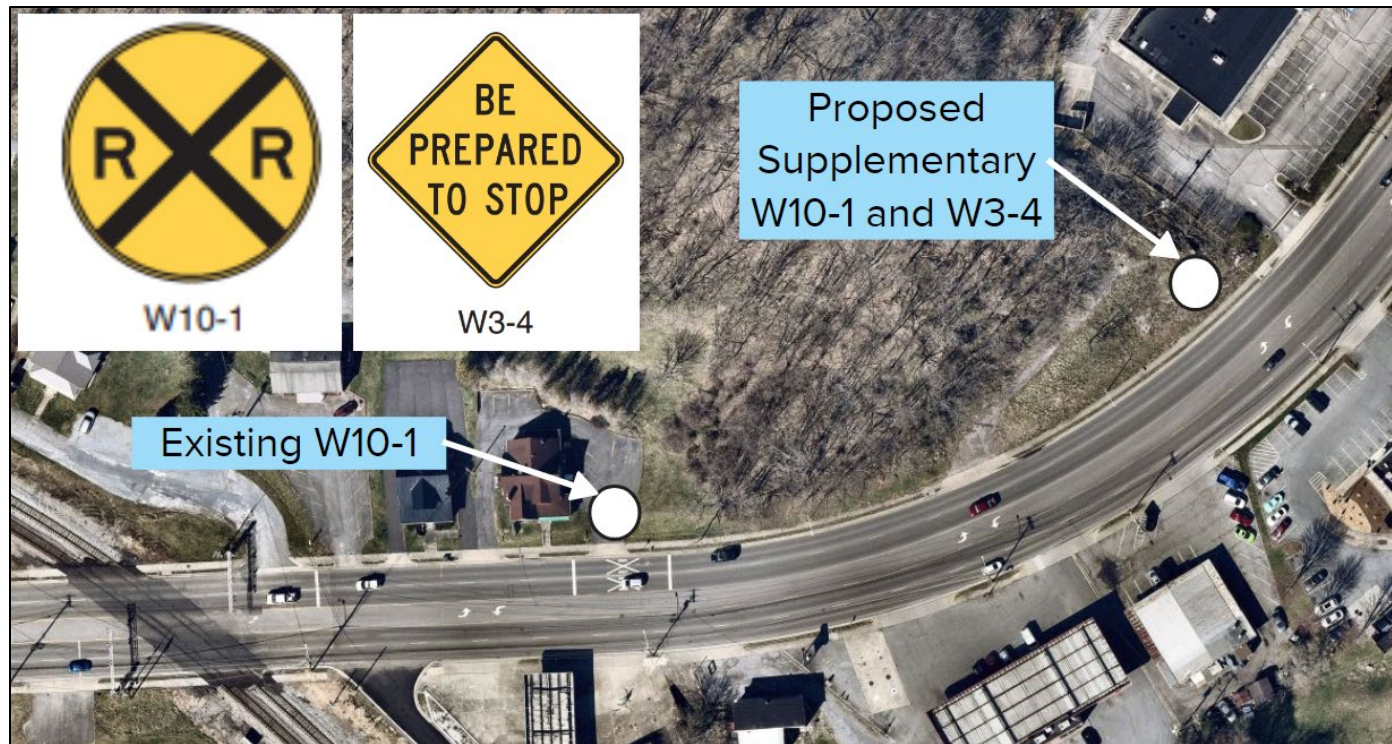 R R
W10-1
BE
PREPARED
TO STOP
W3-4
Proposed
Supplementary
W10-1 and W3-4
Existing W10-1